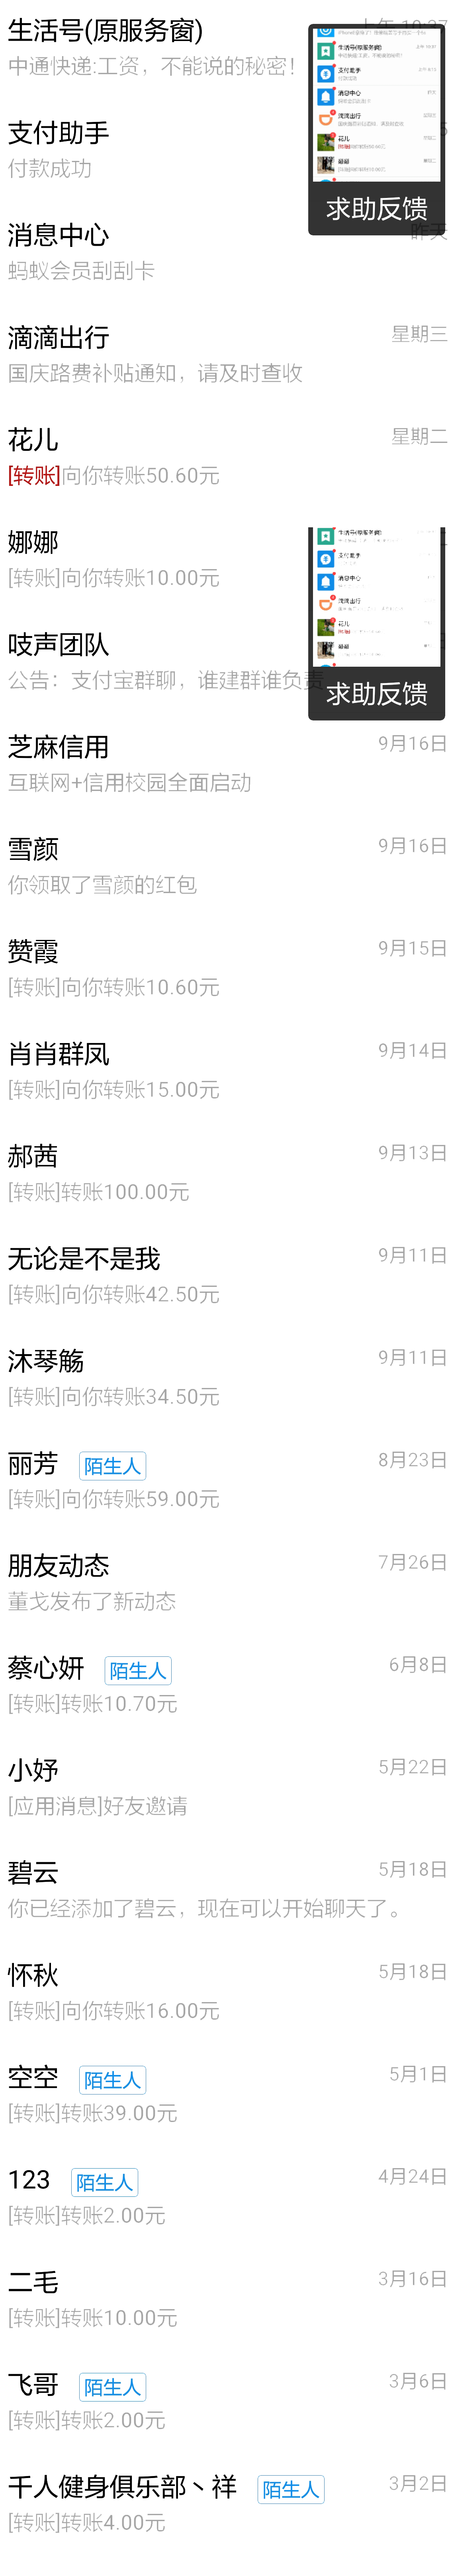 生活号(原服务窗)
中通快递:工资，不能说的秘密!
支付助手
付款成功
消息中心
昨天
蚂蚁会员刮刮卡
求助反馈
滴滴出行
星期三
国庆路费补贴通知，请及时查收
花儿
星期二
[转账]向你转账50.60元
娜娜
[转账]向你转账10.00元
吱声团队
公告：支付宝群聊，谁建群谁负责
生活号(原服务窗)
支付助手
消息中心
滴滴出行
花儿
求助反馈
芝麻信用
9月16日
互联网+信用校园全面启动
雪颜
9月16日
你领取了雪颜的红包
赞霞
9月15日
[转账]向你转账10.60元
肖肖群凤
9月14日
[转账]向你转账15.00元
郝茜
9月13日
[转账]转账100.00元
无论是不是我
9月11日
[转账]向你转账42.50元
沐琴觞
9月11日
[转账]向你转账34.50元
丽芳 陌生人
8月23日
[转账]向你转账59.00元
朋友动态
7月26日
董戈发布了新动态
蔡心妍 陌生人
6月8日
[转账]转账10.70元
小妤
5月22日
[应用消息]好友邀请
碧云
5月18日
你已经添加了碧云，现在可以开始聊天了。
怀秋
5月18日
[转账]向你转账16.00元
空空 陌生人
5月1日
[转账]转账39.00元
123 陌生人
4月24日
[转账]转账2.00元
二毛
3月16日
[转账]转账10.00元
飞哥 陌生人
3月6日
[转账]转账2.00元
千人健身俱乐部丶祥 陌生人
3月2日
[转账]转账4.00元